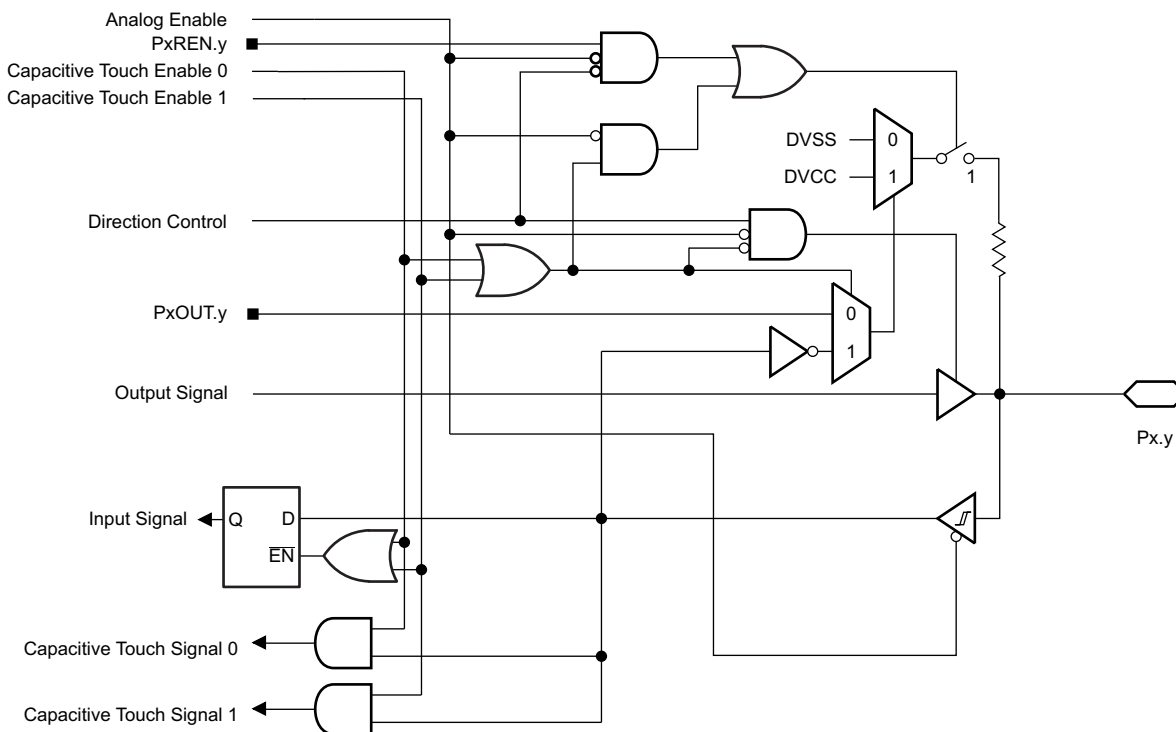 Analog Enable
PxREN.y
Capacitive Touch Enable 0
Capacitive Touch Enable 1
DVSS
0
DVCC
1
1
Direction Control
PxOUT.y
0
1
Output Signal
Px.y
Input Signal
Q
D
EN
Capacitive Touch Signal 0
Capacitive Touch Signal 1